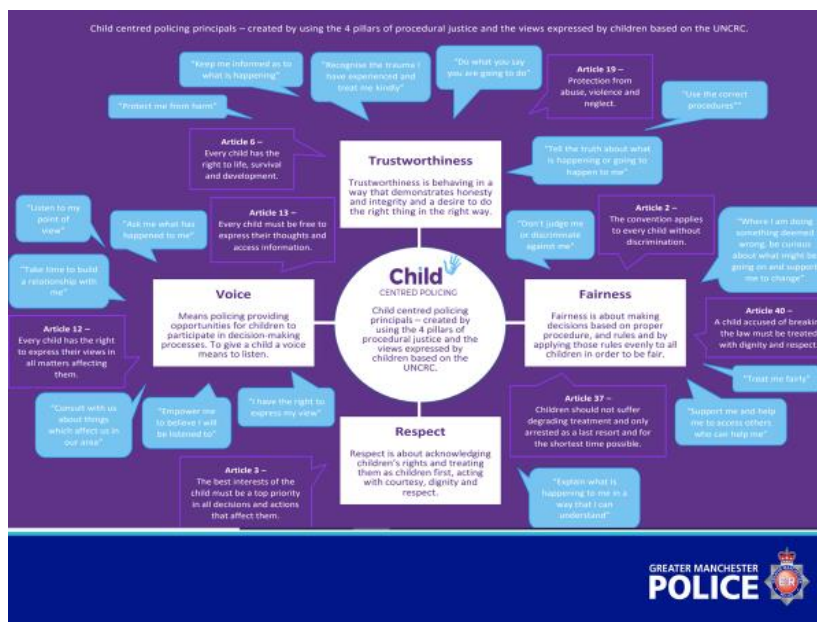 Child centred policing principals – created by using the 4 pillars of procedural justice and the views expressed by children based on the UNCRC.
"Keep me informed as to
what is happening"
"Recognise the trauma I
have experienced and
treat me kindly"
"Do what you say
you are going to do"
Article 19 –
Protection from
abuse, violence and
neglect.
"Use the correct
procedures""
"Protect me from harm"
Article 6 –
Every child has the
right to life, survival
and development.
Trustworthiness
Trustworthiness is behaving in a
way that demonstrates honesty
and integrity and a desire to do
the right thing in the right way.
"Tell the truth about what
is happening or going to
happen to me"
"Listen to my
point of
view"
"Ask me what has
happened to me"
Article 13 –
Every child must be free to
express their thoughts and
access information.
"Don't judge me
or discriminate
against me"
Article 2 –
The convention applies
to every child without
discrimination.
"Where I am doing
something deemed
wrong, be curious
about what might be
going on and support
me to change"
"Take time to build
a relationship with
me"
Voice
Means policing providing
opportunities for children to
participate in decision-making
processes. To give a child a voice
means to listen.
Child
CENTRED POLICING
Child centred policing
principals – created by
using the 4 pillars of
procedural justice and the
views expressed by
children based on the
UNCRC.
Fairness
Fairness is about making
decisions based on proper
procedure, and rules and by
applying those rules evenly to all
children in order to be fair.
Article 40 –
A child accused of breakin
the law must be treated
with dignity and respect.
Article 12 –
Every child has the right
to express their views in
all matters affecting
them.
"Treat me fairly"
"Consult with us
about things
which affect us in
our area"
"Empower me
to believe I will
be listened to"
"I have the right to
express my view"
Article 37 –
Children should not suffer
degrading treatment and only
arrested as a last resort and for
the shortest time possible.
"Support me and help
me to access others
who can help me"
Respect
Respect is about acknowledging
children's rights and treating
them as children first, acting
with courtesy, dignity and
respect.
Article 3 –
The best interests of the
child must be a top priority
in all decisions and actions
that affect them.
"Explain what is
happening to me in a
way that I can
understand"
GREATER MANCHESTER
POLICE
E II R